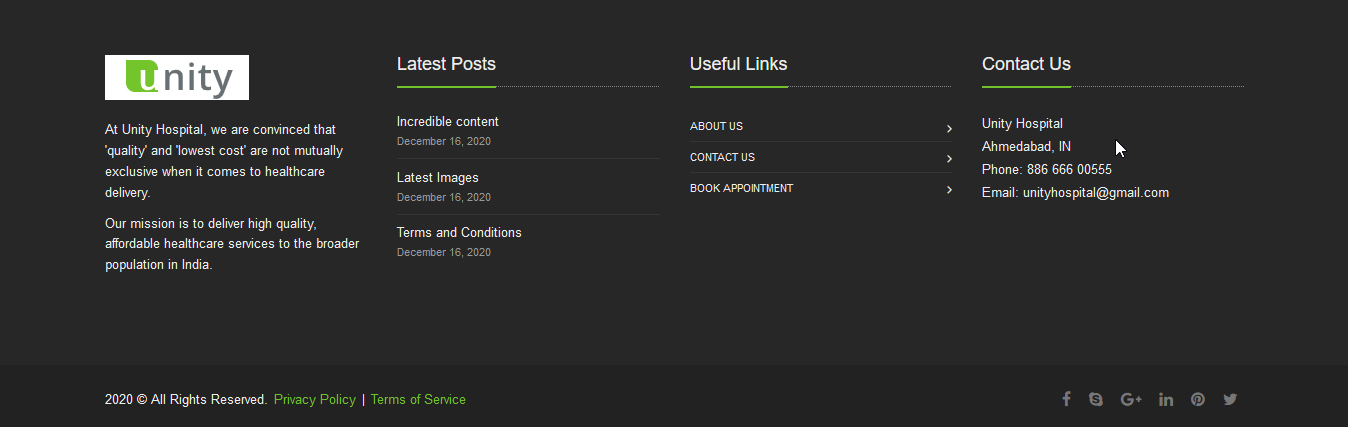 unity
At Unity Hospital, we are convinced that
'quality' and 'lowest cost' are not mutually
exclusive when it comes to healthcare
delivery.
Our mission is to deliver high quality,
affordable healthcare services to the broader
population in India.
Latest Posts
Incredible content
December 16, 2020
Latest Images
December 16, 2020
Terms and Conditions
December 16, 2020
Useful Links
ABOUT US
CONTACT US
BOOK APPOINTMENT
Contact Us
Unity Hospital
Ahmedabad, IN
Phone: 886 666 00555
Email: unityhospital@gmail.com
2020 © All Rights Reserved. Privacy Policy | Terms of Service